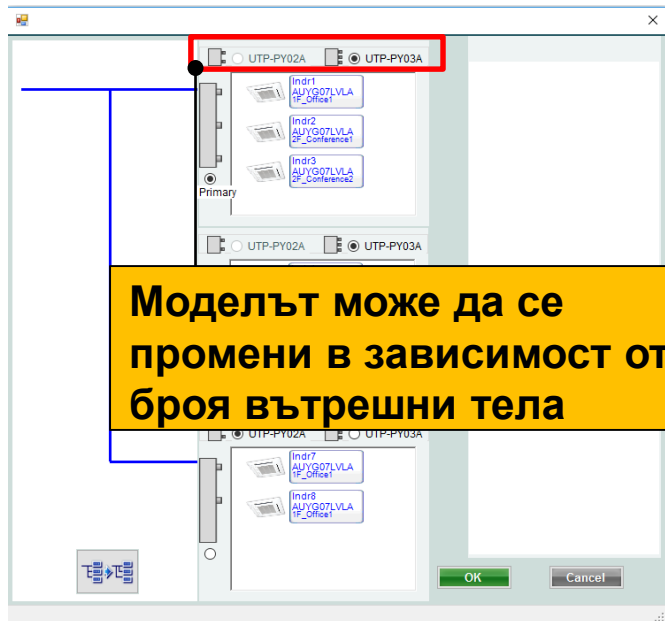 UTP-PY02A UTP-PY03A
Indr1
AUYG07LVLA
1F_Office1
Indr2
AUYG07LVLA
2F_Conference1
Indr3
AUYG07LVLA
2F_Conference2
Primary
UTP-PY02A UTP-PY03A
Моделът може да се
промени в зависимост от
броя вътрешни тела
UTP-PY02A UTP-PY03A
Indr7
AUYG07LVLA
1F_Office1
Indr8
AUYG07LVLA
1F_Office1
OK Cancel